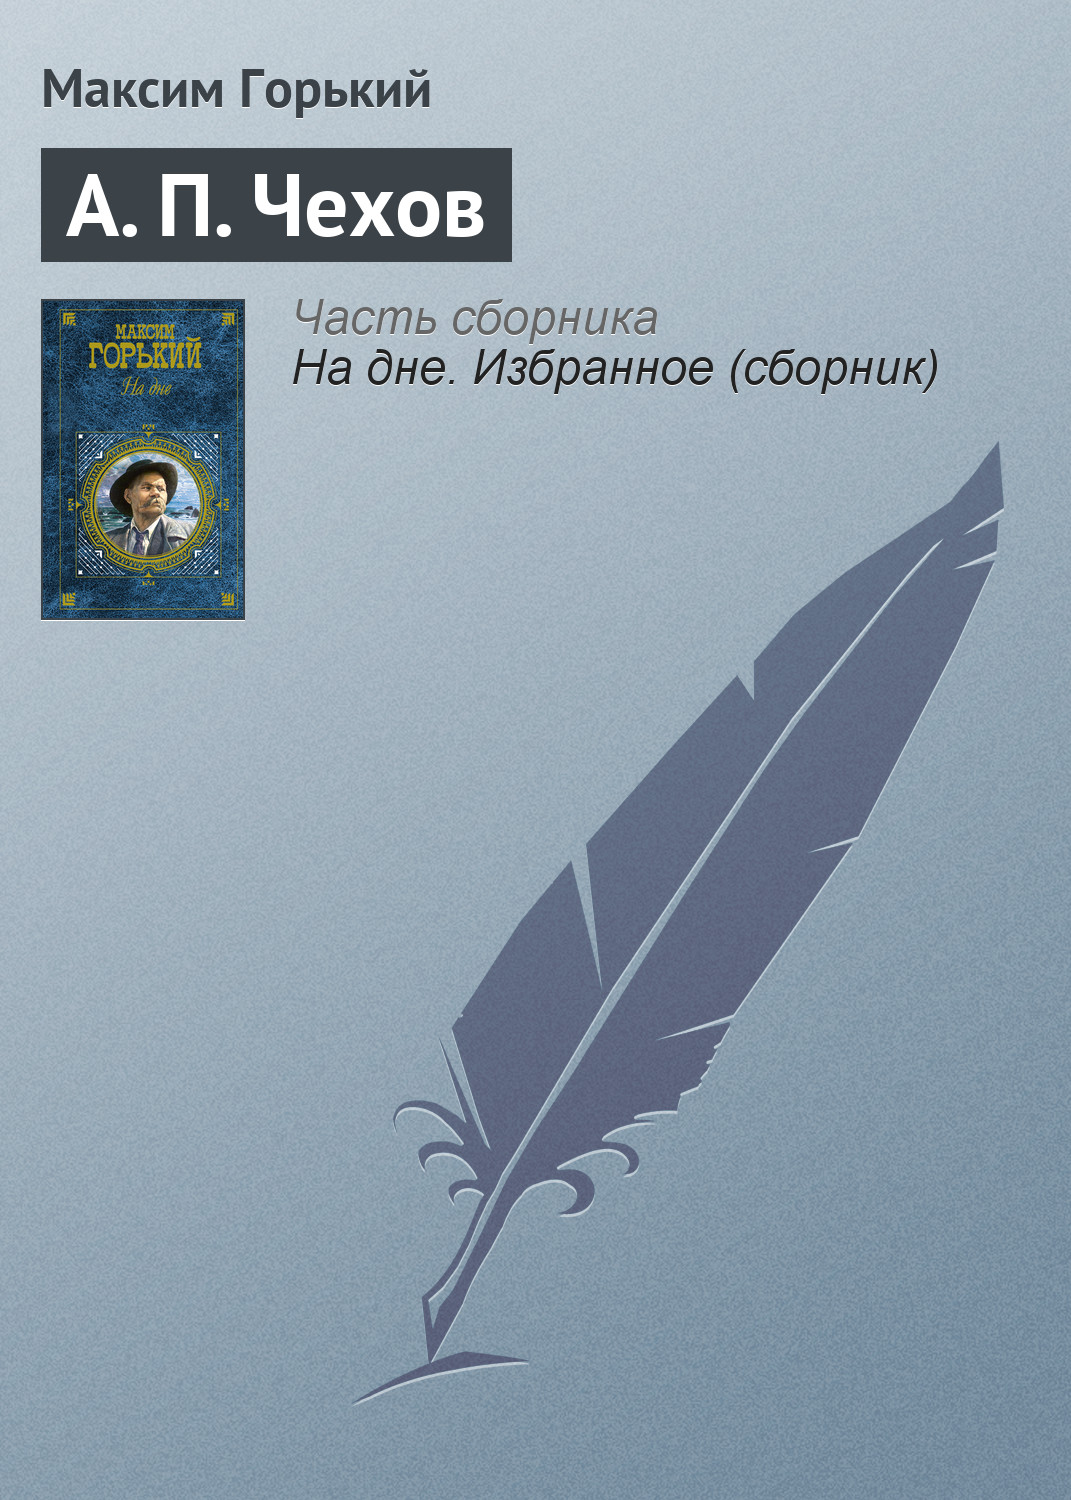 Максим Горький
А. П. Чехов
Часть сборника
На дне. Избранное (сборник)
МАКСИМ
ГОРЬКИЙ
На дне